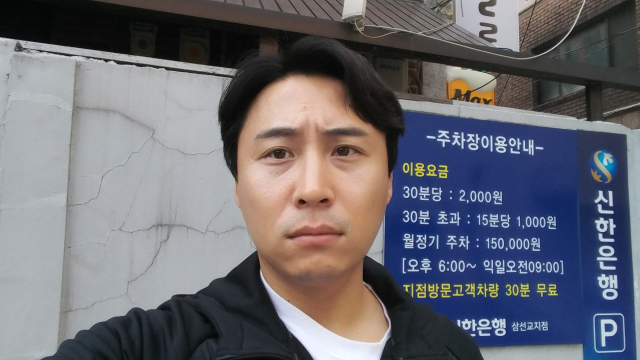 -주차장이용안내-
이용요금
30분당 : 2,000원
30분 초과 : 15분당 1,000원
월정기 주차 : 150,000원
[오후 6:00~ 익일오전09:00]
지점방문고객차량 30분 무료
신한은행 삼선교지점
신한은행
P
Max